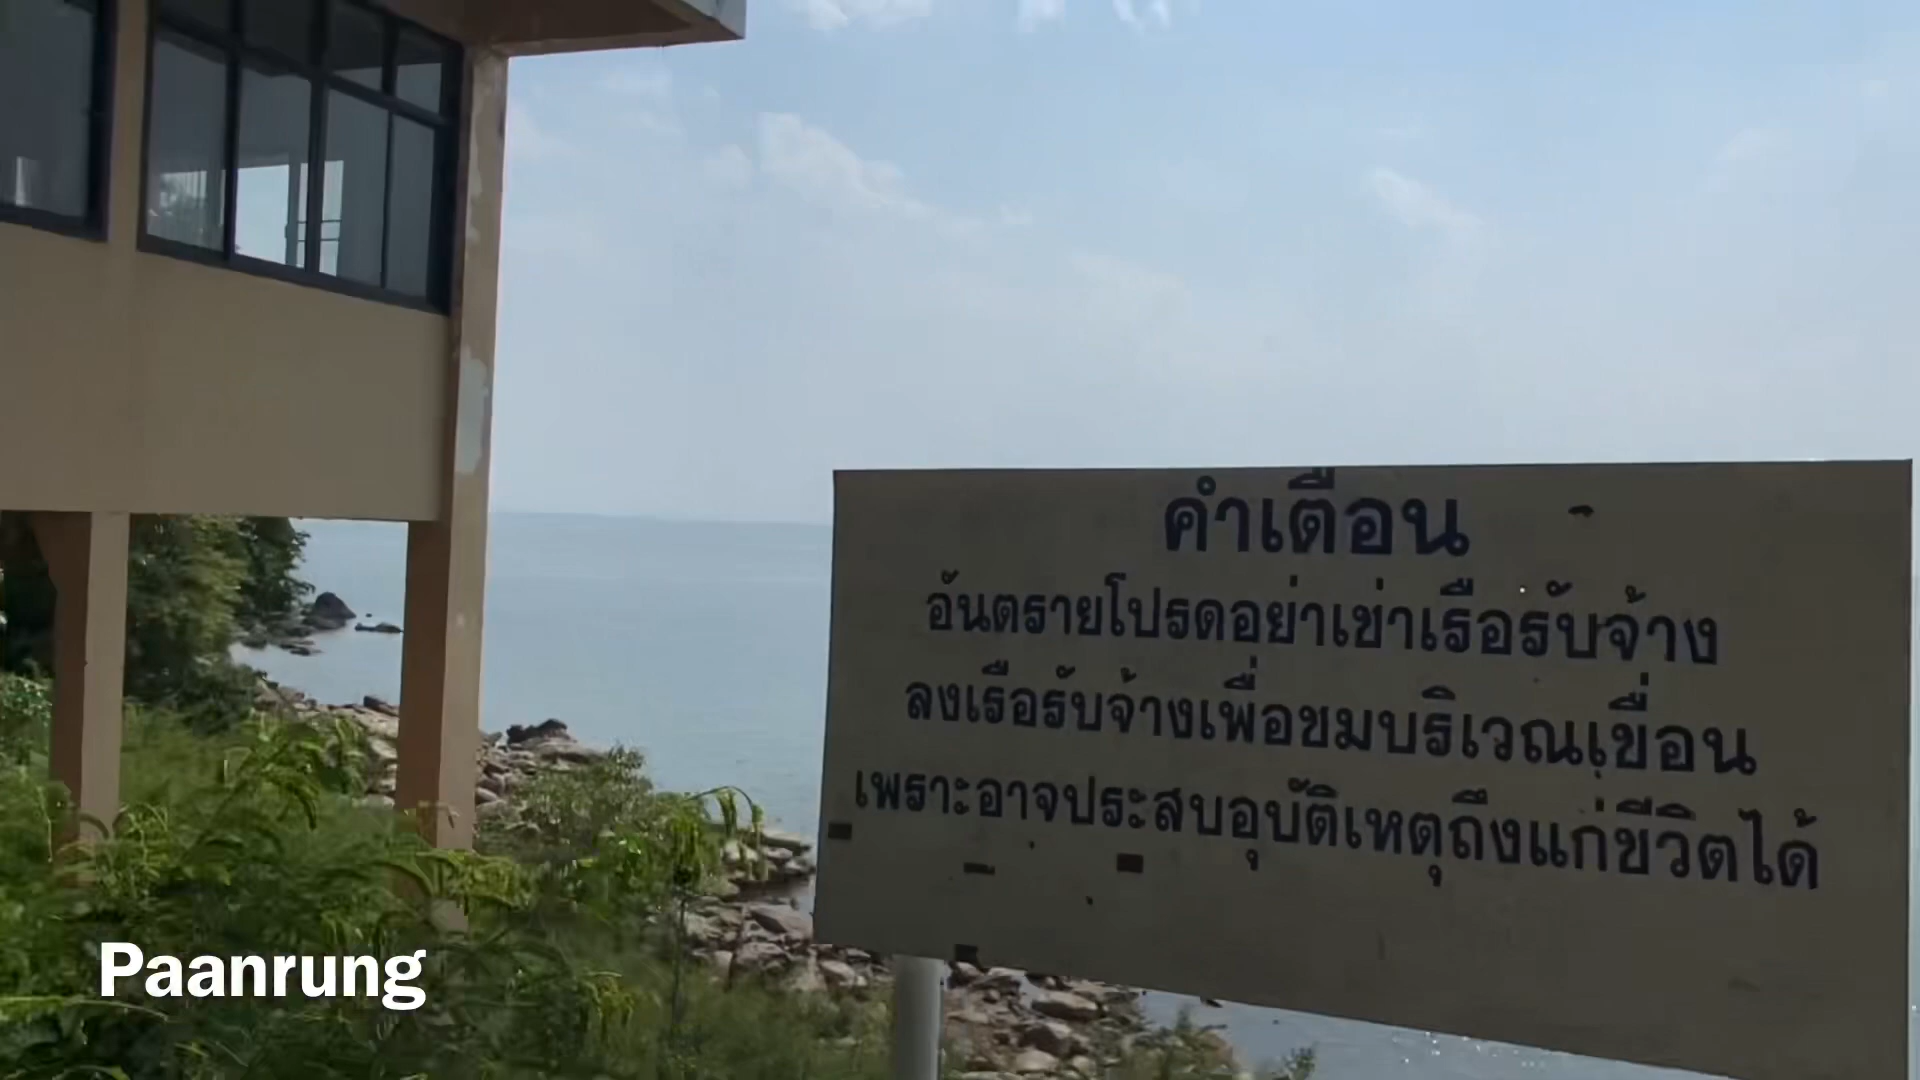 คำเตือน
อันตรายโปรดอย่าเช่าเรือรับจ้าง
ลงเรือรับจ้างเพื่อชมบริเวณเขื่อน
เพราะอาจประสบอุบัติเหตุถึงแก่ชีวิตได้
Paanrung